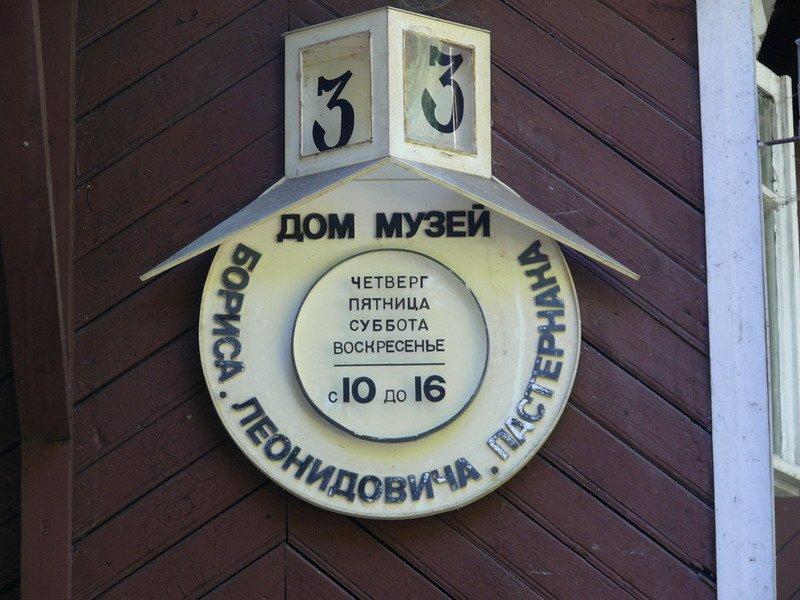 3 3
ДОМ МУЗЕЙ
БОРИСА . ЛЕОНИДОВИЧА . ПАСТЕРНАКА
ЧЕТВЕРГ
ПЯТНИЦА
СУББОТА
ВОСКРЕСЕНЬЕ
с 10 до 16